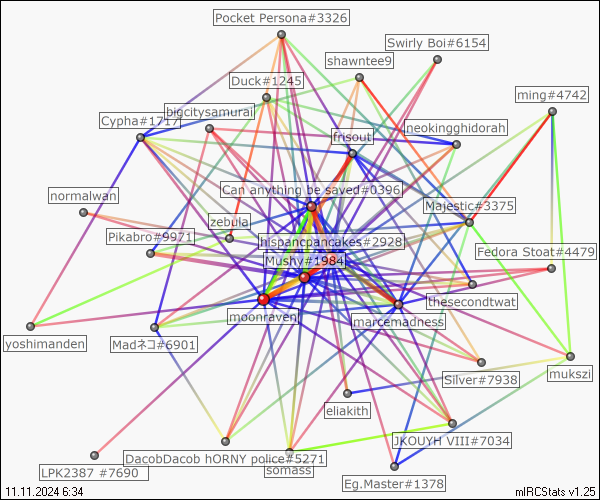 Pocket Persona#3326
Swirly Boi#6154
shawntee9
Duck#1245
ming#4742
bigcitysamurai
Cypha#1717
neokingghidorah
frisout
Can anything be saved#0396
normalwan
Majestic#3375
zebula
Pikabro#9971
hispanicpancakes#2928
Fedora Stoat#4479
Mushy#1984
thesecondtwat
moonraven
marcemadness
yoshimanden
Madネコ#6901
Silver#7938
mukszi
eliakith
JKOUYH VIII#7034
DacobDacob hORNY police#5271
LPK2387 #7690
somass
Eg.Master#1378
11.11.2024 6:34
mIRCStats v1.25